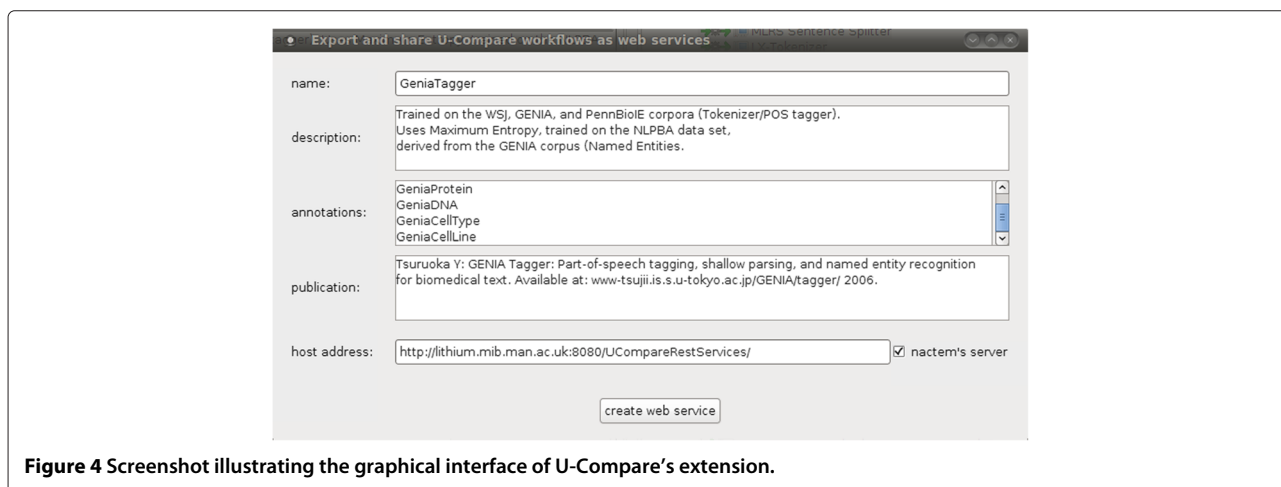 MLRS Sentence Splitter
Export and share U-Compare workflows as web services
name:
GeniaTagger
description:
Trained on the WSJ, GENIA, and PennBioIE corpora (Tokenizer/POS tagger).
Uses Maximum Entropy, trained on the NLPBA data set,
derived from the GENIA corpus (Named Entities.
annotations:
GeniaProtein
GeniaDNA
GeniaCellType
GeniaCellLine
publication:
Tsuruoka Y: GENIA Tagger: Part-of-speech tagging, shallow parsing, and named entity recognition
for biomedical text. Available at: www-tsujii.is.s.u-tokyo.ac.jp/GENIA/tagger/ 2006.
host address:
http://lithium.mib.man.ac.uk:8080/UCompareRestServices/
nactem's server
create web service
Figure 4 Screenshot illustrating the graphical interface of U-Compare's extension.